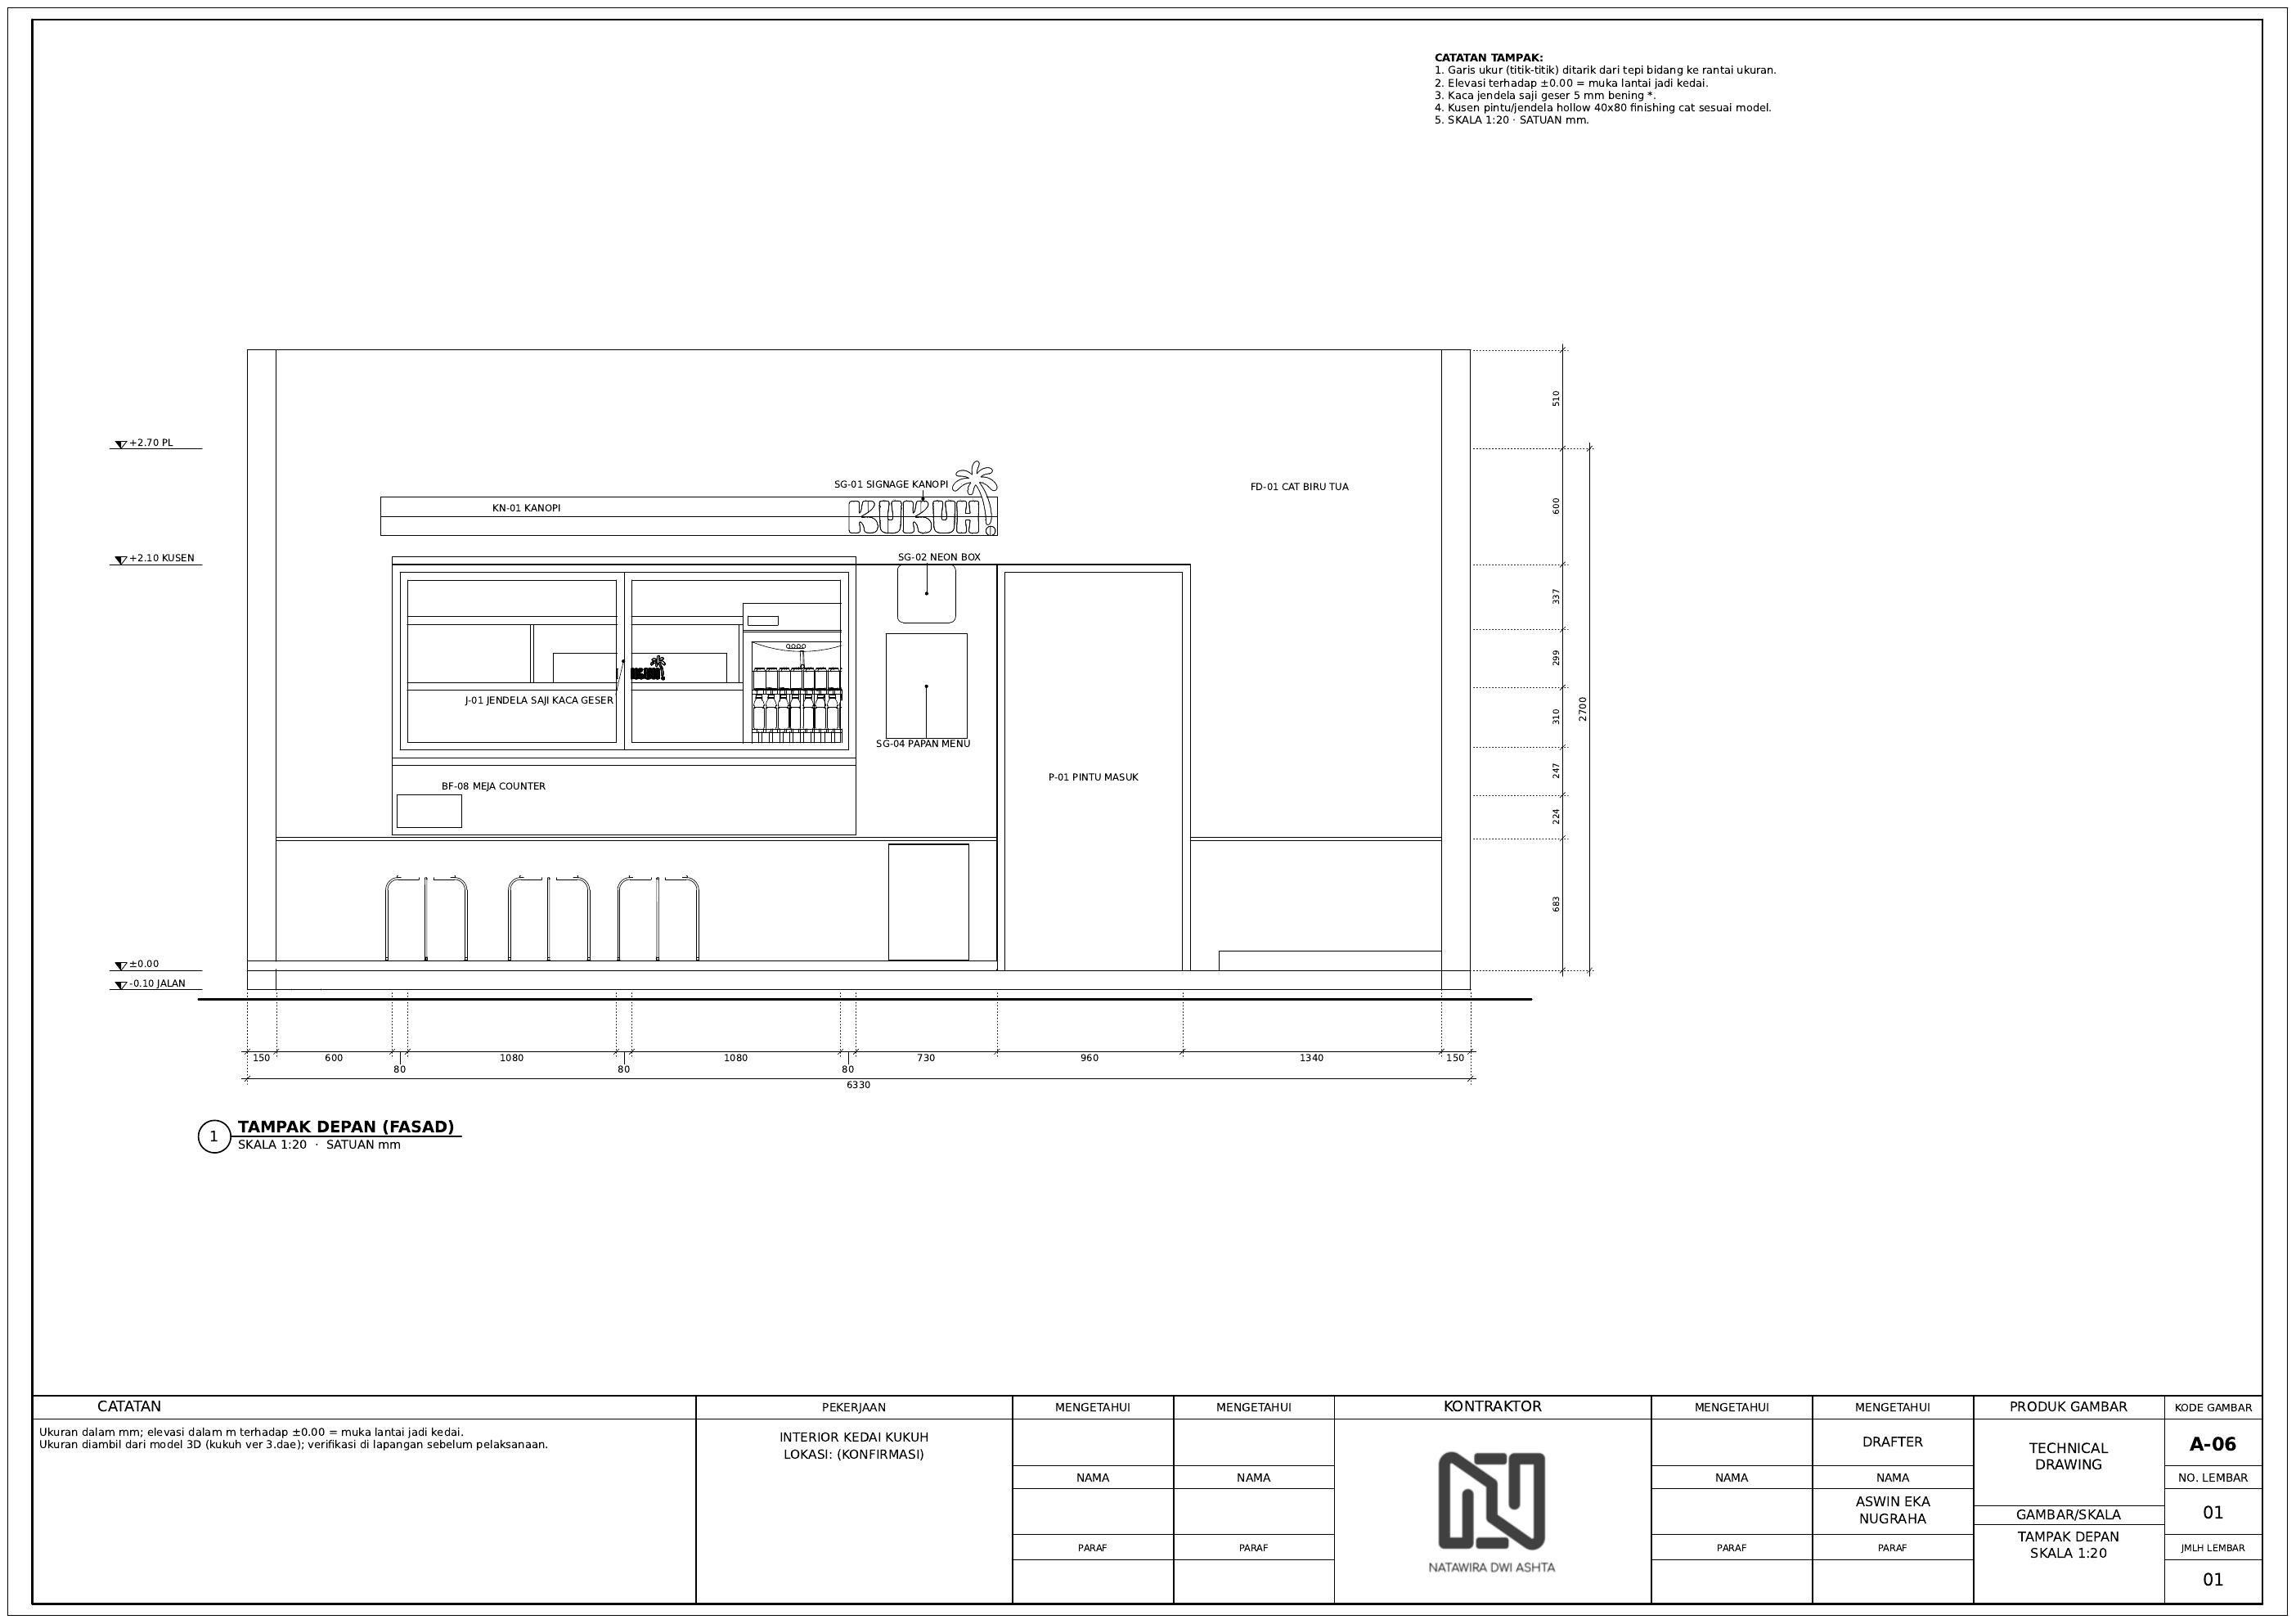 CATATAN TAMPAK:
1. Garis ukur (titik-titik) ditarik dari tepi bidang ke rantai ukuran.
2. Elevasi terhadap ±0.00 = muka lantai jadi kedai.
3. Kaca jendela saji geser 5 mm bening *.
4. Kusen pintu/jendela hollow 40x80 finishing cat sesuai model.
5. SKALA 1:20 · SATUAN mm.
510
+2.70 PL
SG-01 SIGNAGE KANOPI
FD-01 CAT BIRU TUA
KN-01 KANOPI
KUKUH
600
+2.10 KUSEN
SG-02 NEON BOX
337
299
J-01 JENDELA SAJI KACA GESER
310
2700
SG-04 PAPAN MENU
247
P-01 PINTU MASUK
BF-08 MEJA COUNTER
224
683
±0.00
-0.10 JALAN
150
600
1080
1080
730
960
1340
150
80
80
80
6330
1
TAMPAK DEPAN (FASAD)
SKALA 1:20 · SATUAN mm
CATATAN
Ukuran dalam mm; elevasi dalam m terhadap ±0.00 = muka lantai jadi kedai.
Ukuran diambil dari model 3D (kukuh ver 3.dae); verifikasi di lapangan sebelum pelaksanaan.
PEKERJAAN
INTERIOR KEDAI KUKUH
LOKASI: (KONFIRMASI)
MENGETAHUI
NAMA
PARAF
MENGETAHUI
NAMA
PARAF
KONTRAKTOR
NATAWIRA DWI ASHTA
MENGETAHUI
NAMA
PARAF
MENGETAHUI
DRAFTER
NAMA
ASWIN EKA
NUGRAHA
PARAF
PRODUK GAMBAR
TECHNICAL
DRAWING
GAMBAR/SKALA
TAMPAK DEPAN
SKALA 1:20
KODE GAMBAR
A-06
NO. LEMBAR
01
JMLH LEMBAR
01